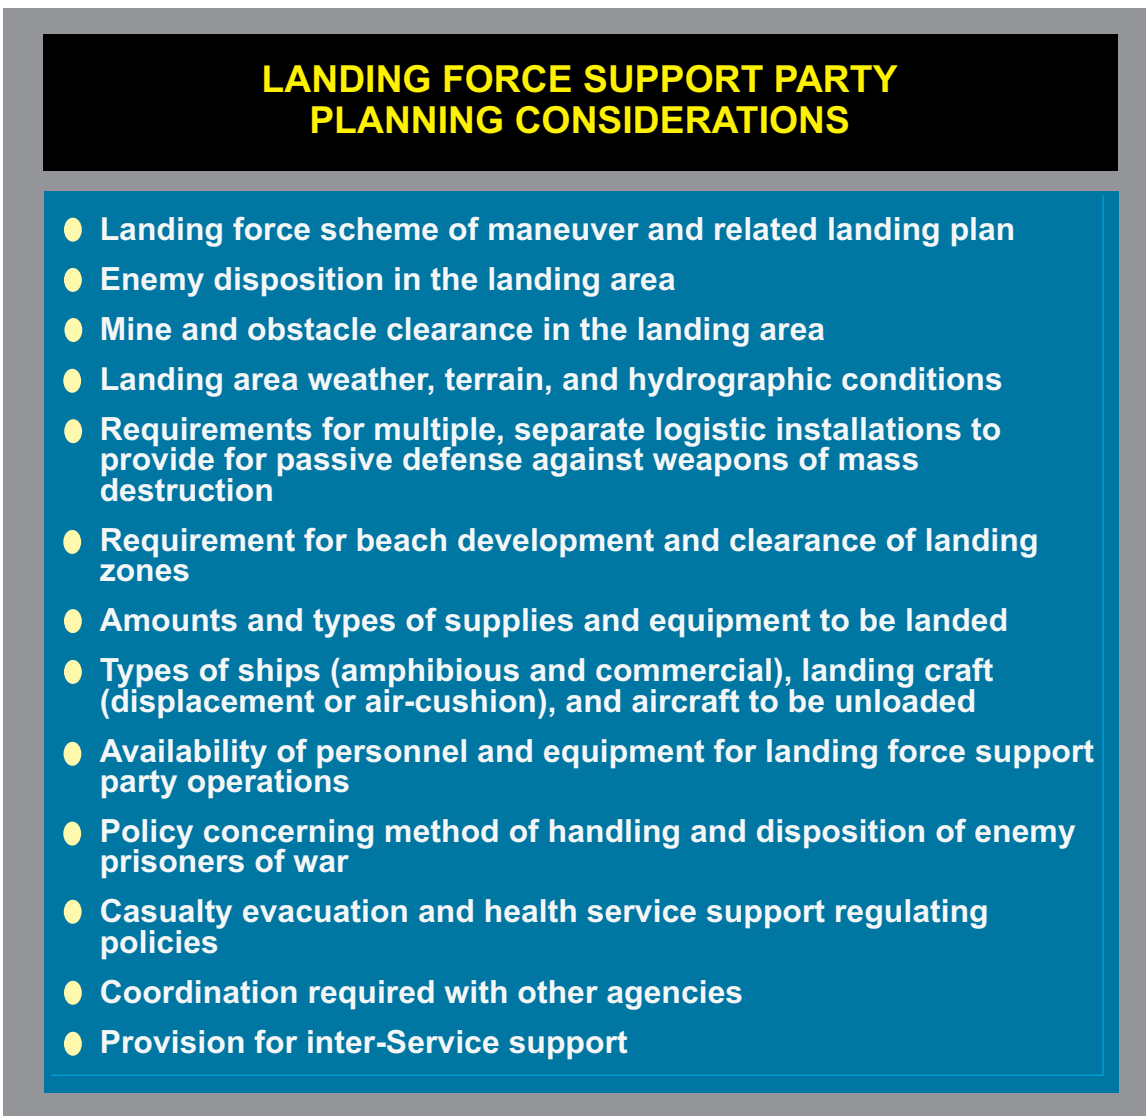 LANDING FORCE SUPPORT PARTY
PLANNING CONSIDERATIONS
Landing force scheme of maneuver and related landing plan
Enemy disposition in the landing area
Mine and obstacle clearance in the landing area
Landing area weather, terrain, and hydrographic conditions
Requirements for multiple, separate logistic installations to
provide for passive defense against weapons of mass
destruction
Requirement for beach development and clearance of landing
zones
Amounts and types of supplies and equipment to be landed
Types of ships (amphibious and commercial), landing craft
(displacement or air-cushion), and aircraft to be unloaded
Availability of personnel and equipment for landing force support
party operations
Policy concerning method of handling and disposition of enemy
prisoners of war
Casualty evacuation and health service support regulating
policies
Coordination required with other agencies
Provision for inter-Service support